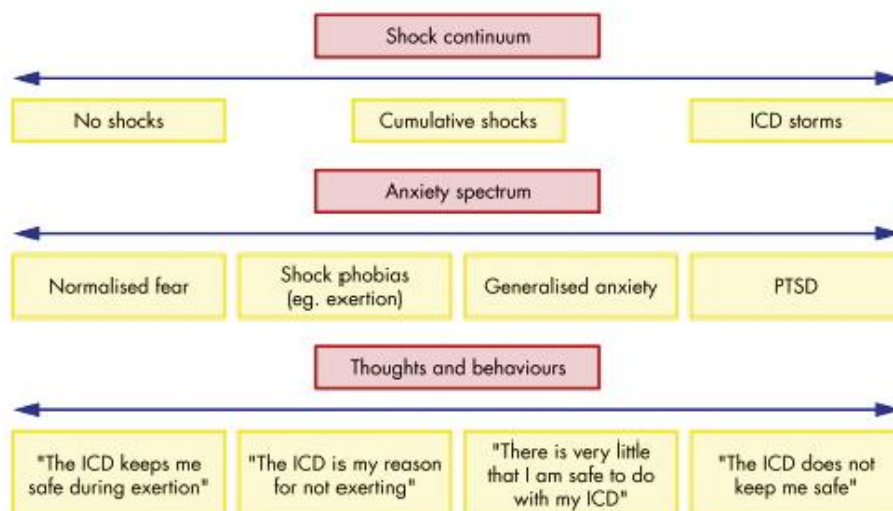 Shock continuum
No shocks
Cumulative shocks
ICD storms
Anxiety spectrum
Normalised fear
Shock phobias
(eg. exertion)
Generalised anxiety
PTSD
Thoughts and behaviours
"The ICD keeps me
safe during exertion"
"The ICD is my reason
for not exerting"
"There is very little
that I am safe to do
with my ICD"
"The ICD does not
keep me safe"